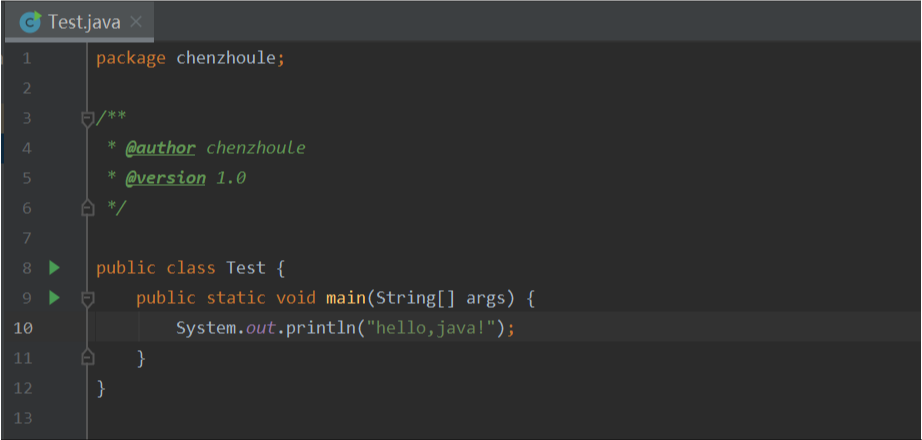 Test.java
1 package chenzhoule;
2
3 /**
4 * @author chenzhoule
5 * @version 1.0
6 */
7
8 public class Test {
9 public static void main(String[] args) {
10 System.out.println("hello,java!");
11 }
12 }
13